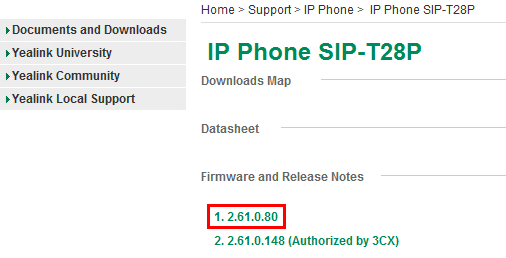 Home > Support > IP Phone > IP Phone SIP-T28P
Documents and Downloads
Yealink University
Yealink Community
Yealink Local Support
IP Phone SIP-T28P
Downloads Map
Datasheet
Firmware and Release Notes
1. 2.61.0.80
2. 2.61.0.148 (Authorized by 3CX)